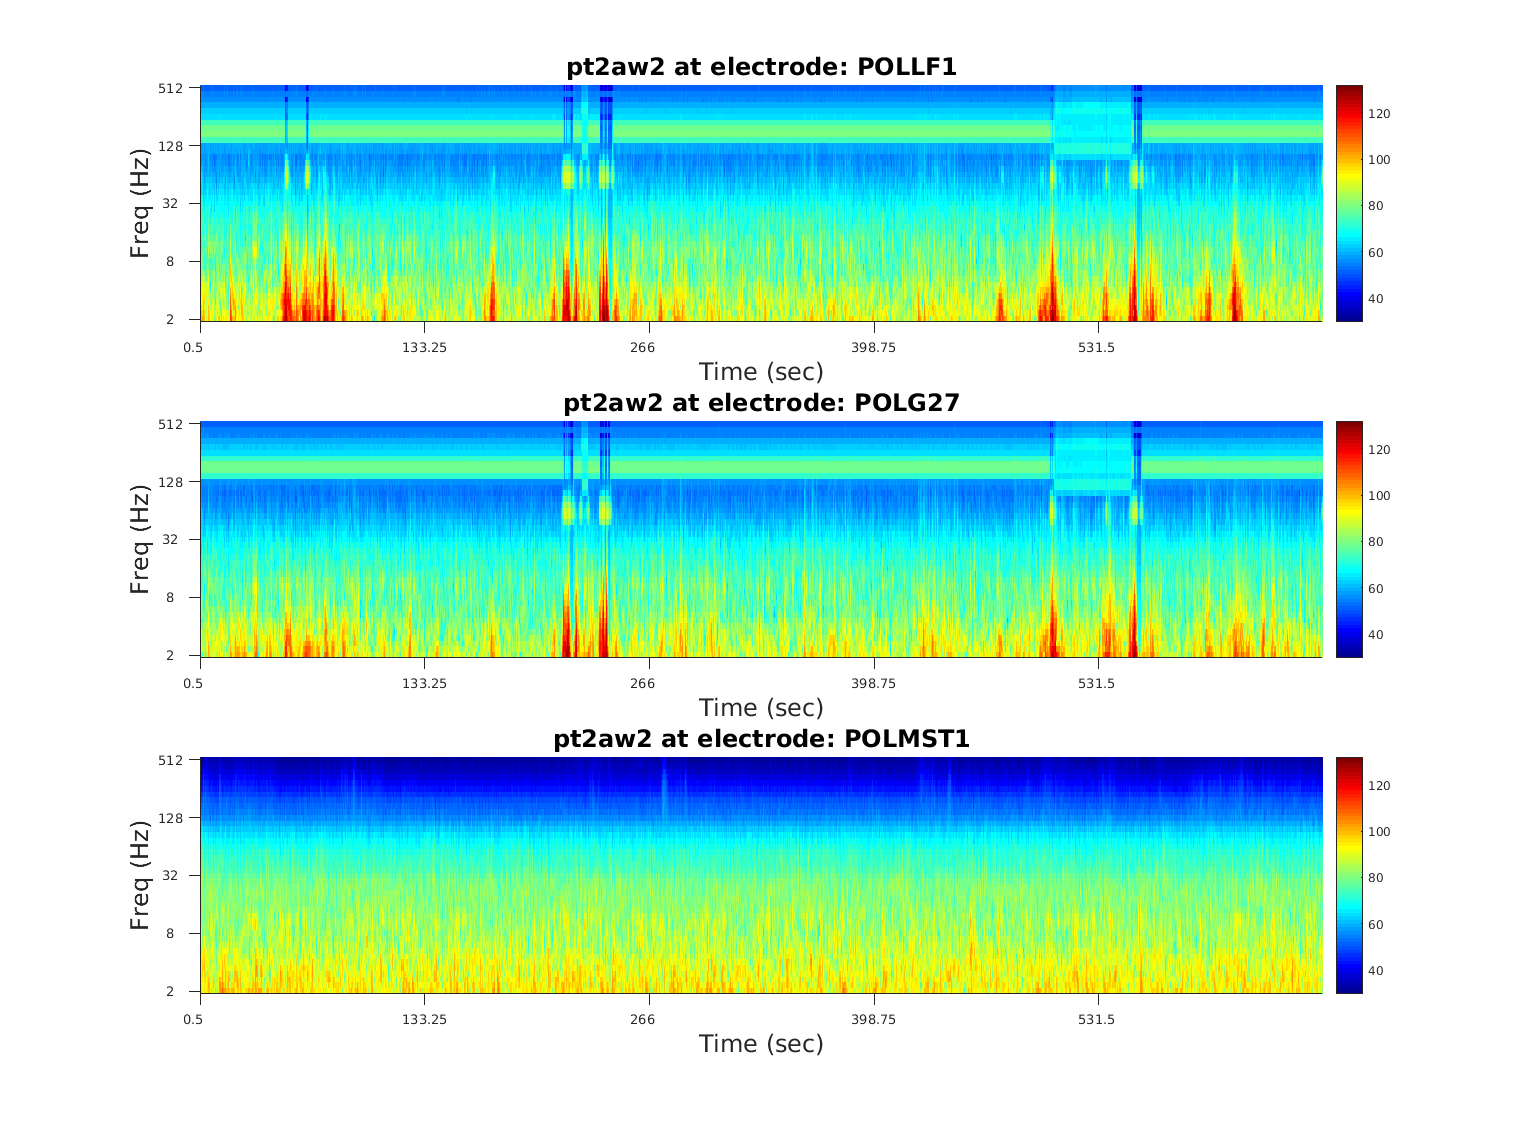 pt2aw2 at electrode: POLLF1
512
128
32
8
2
Freq (Hz)
0.5 133.25 266 398.75 531.5
Time (sec)
120
100
80
60
40
pt2aw2 at electrode: POLG27
512
128
32
8
2
Freq (Hz)
0.5 133.25 266 398.75 531.5
Time (sec)
120
100
80
60
40
pt2aw2 at electrode: POLMST1
512
128
32
8
2
Freq (Hz)
0.5 133.25 266 398.75 531.5
Time (sec)
120
100
80
60
40